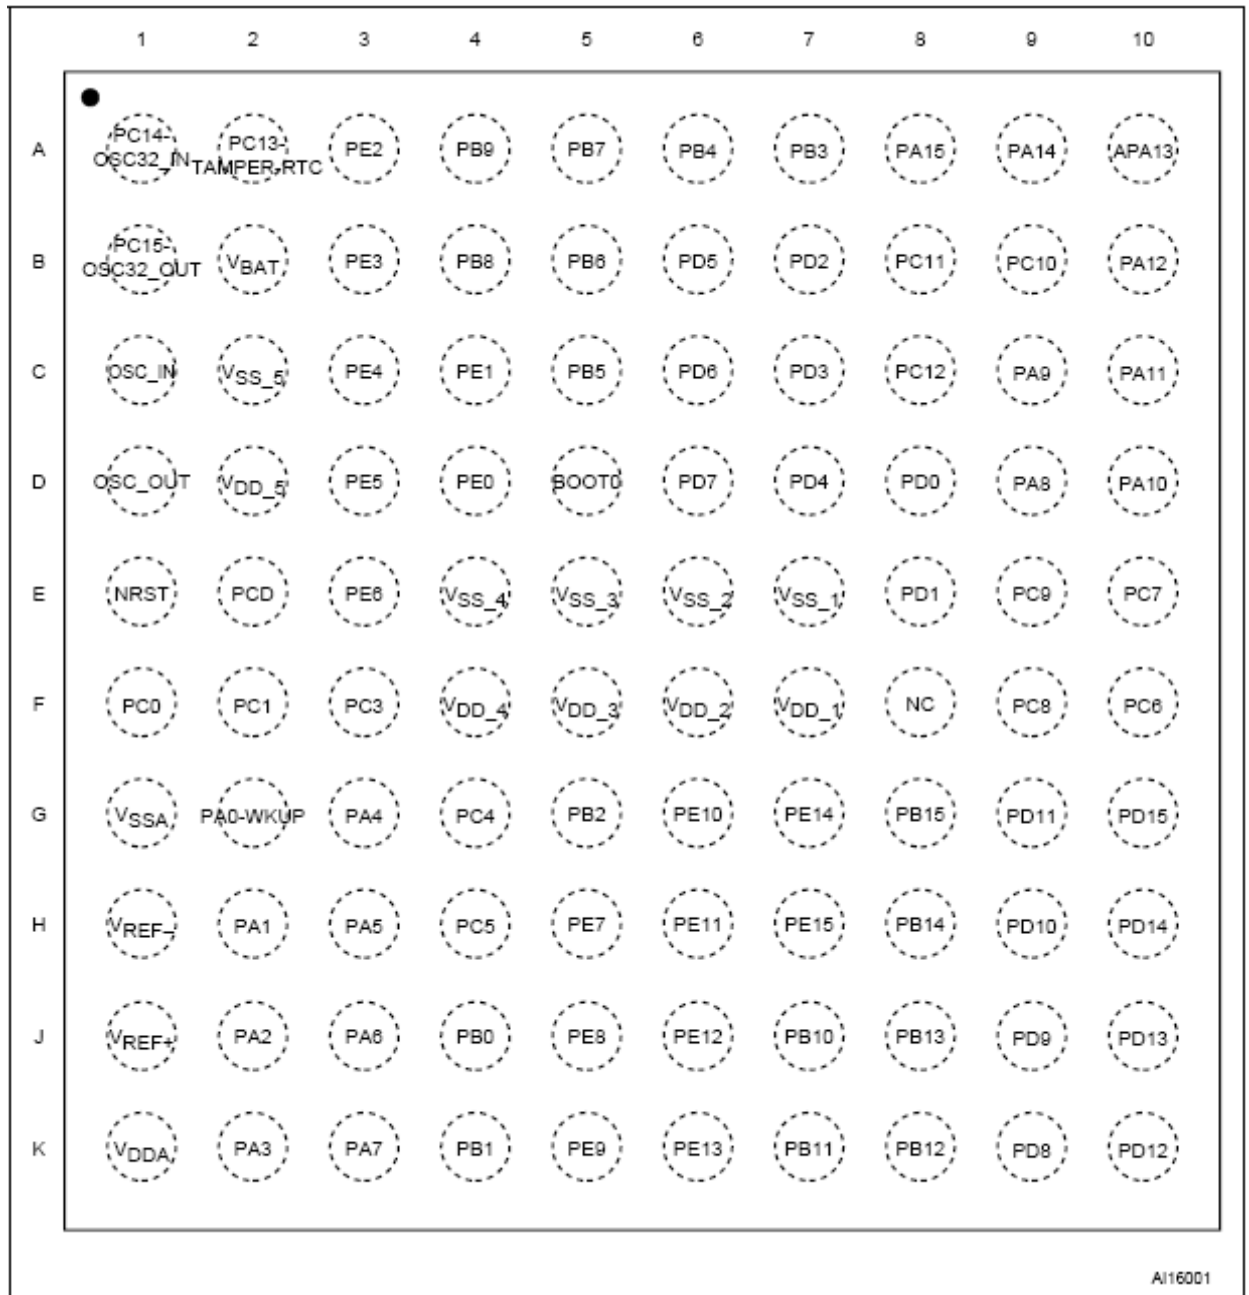 1 2 3 4 5 6 7 8 9 10
A PC14- OSC32_IN PC13- TAMPER-RTC PE2 PB9 PB7 PB4 PB3 PA15 PA14 APA13
B PC15- OSC32_OUT VBAT PE3 PB8 PB6 PD5 PD2 PC11 PC10 PA12
C OSC_IN VSS_5 PE4 PE1 PB5 PD6 PD3 PC12 PA9 PA11
D OSC_OUT VDD_5 PE5 PE0 BOOT0 PD7 PD4 PD0 PA8 PA10
E NRST PCD PE6 VSS_4 VSS_3 VSS_2 VSS_1 PD1 PC9 PC7
F PC0 PC1 PC3 VDD_4 VDD_3 VDD_2 VDD_1 NC PC8 PC6
G VSSA PA0-WKUP PA4 PC4 PB2 PE10 PE14 PB15 PD11 PD15
H VREF– PA1 PA5 PC5 PE7 PE11 PE15 PB14 PD10 PD14
J VREF+ PA2 PA6 PB0 PE8 PE12 PB10 PB13 PD9 PD13
K VDDA PA3 PA7 PB1 PE9 PE13 PB11 PB12 PD8 PD12
AI16001